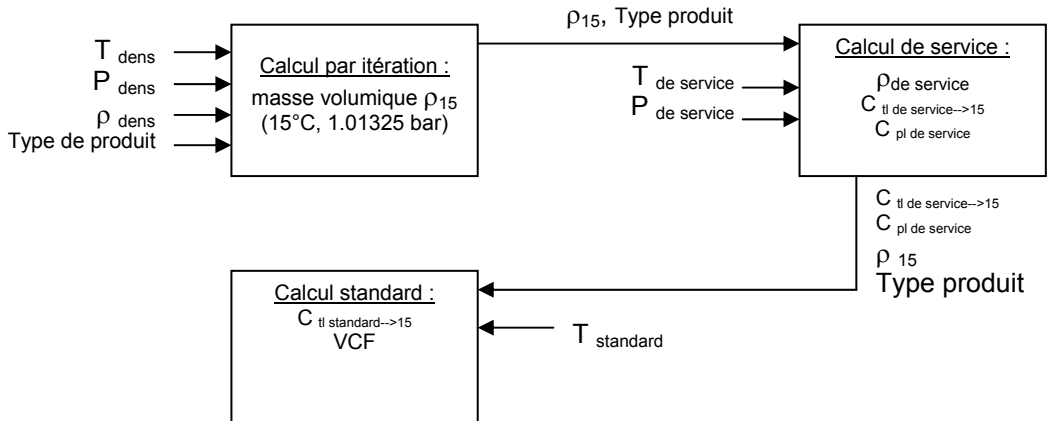 T dens
P dens
ρ dens
Type de produit
Calcul par itération :
masse volumique ρ15
(15°C, 1.01325 bar)
ρ15, Type produit
T de service
P de service
Calcul de service :
ρde service
C tl de service-->15
C pl de service
C tl de service-->15
C pl de service
ρ 15
Type produit
Calcul standard :
C tl standard-->15
VCF
T standard